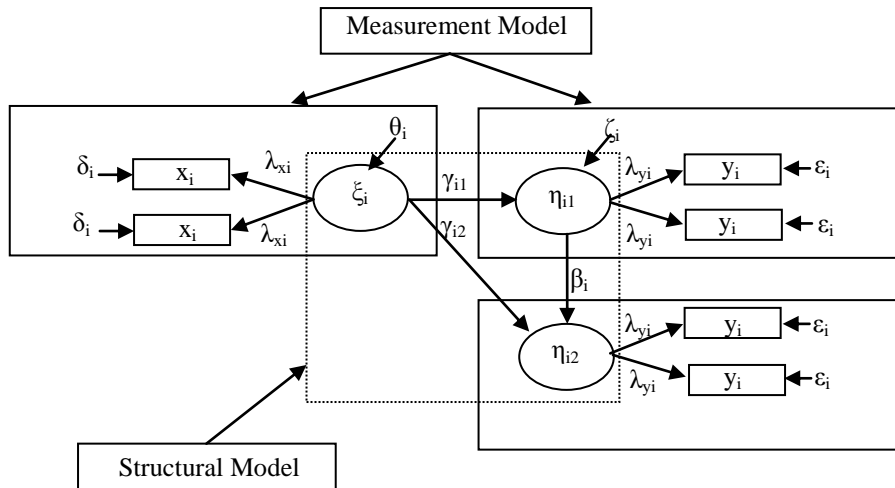 Measurement Model
θᵢ
ζᵢ
δᵢ
xᵢ
λₓᵢ
ξᵢ
γᵢ₁
ηᵢ₁
λyᵢ
yᵢ
εᵢ
δᵢ
xᵢ
λₓᵢ
γᵢ₂
λyᵢ
yᵢ
εᵢ
βᵢ
ηᵢ₂
λyᵢ
yᵢ
εᵢ
λyᵢ
yᵢ
εᵢ
Structural Model